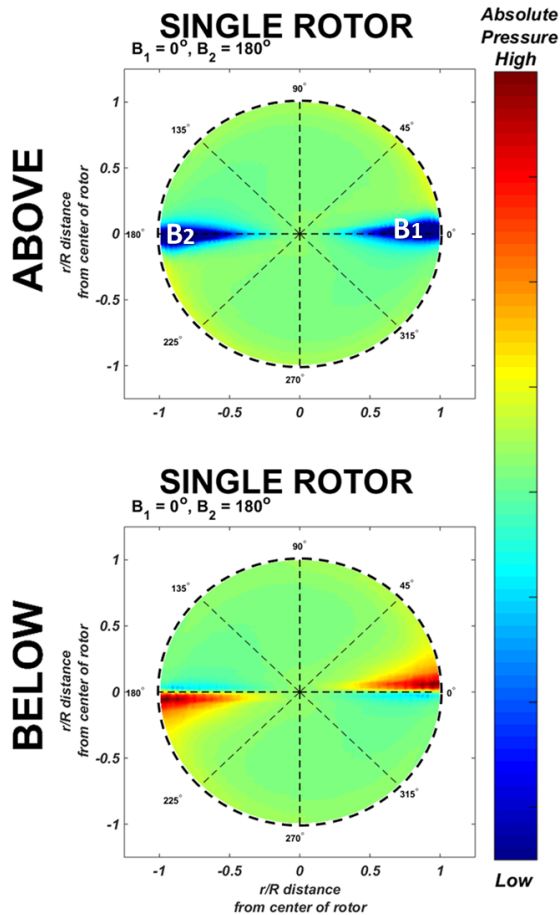 SINGLE ROTOR
B1 = 0°, B2 = 180°
Absolute
Pressure
High
ABOVE
r/R distance
from center of rotor
1
0.5
0
-0.5
-1
90°
135°
45°
180°
B2
B1
0°
225°
315°
270°
-1 -0.5 0 0.5 1
SINGLE ROTOR
B1 = 0°, B2 = 180°
BELOW
r/R distance
from center of rotor
1
0.5
0
-0.5
-1
90°
135°
45°
180°
0°
225°
315°
270°
-1 -0.5 0 0.5 1
r/R distance
from center of rotor
Low